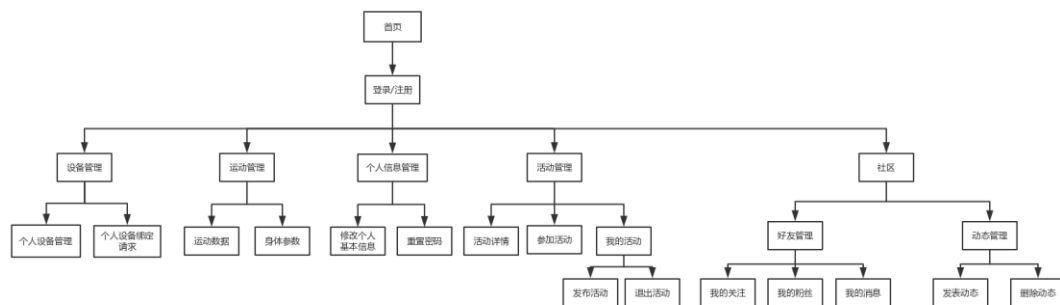 首页
登录/注册
设备管理
运动管理
个人信息管理
活动管理
社区
个人设备管理
个人设备绑定
请求
运动数据
身体参数
修改个人
基本信息
重置密码
活动详情
参加活动
我的活动
好友管理
动态管理
发布活动
退出活动
我的关注
我的粉丝
我的消息
发表动态
删除动态